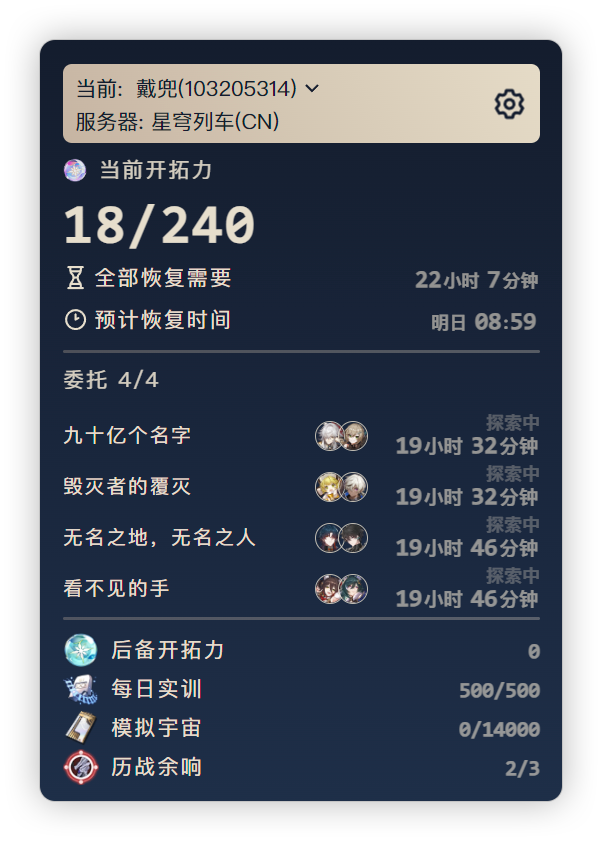 当前: 戴兜(103205314)
服务器: 星穹列车(CN)
当前开拓力
18/240
全部恢复需要 22小时 7分钟
预计恢复时间 明日 08:59
委托 4/4
探索中
九十亿个名字 19小时 32分钟
探索中
毁灭者的覆灭 19小时 32分钟
探索中
无名之地，无名之人 19小时 46分钟
探索中
看不见的手 19小时 46分钟
后备开拓力 0
每日实训 500/500
模拟宇宙 0/14000
历战余响 2/3